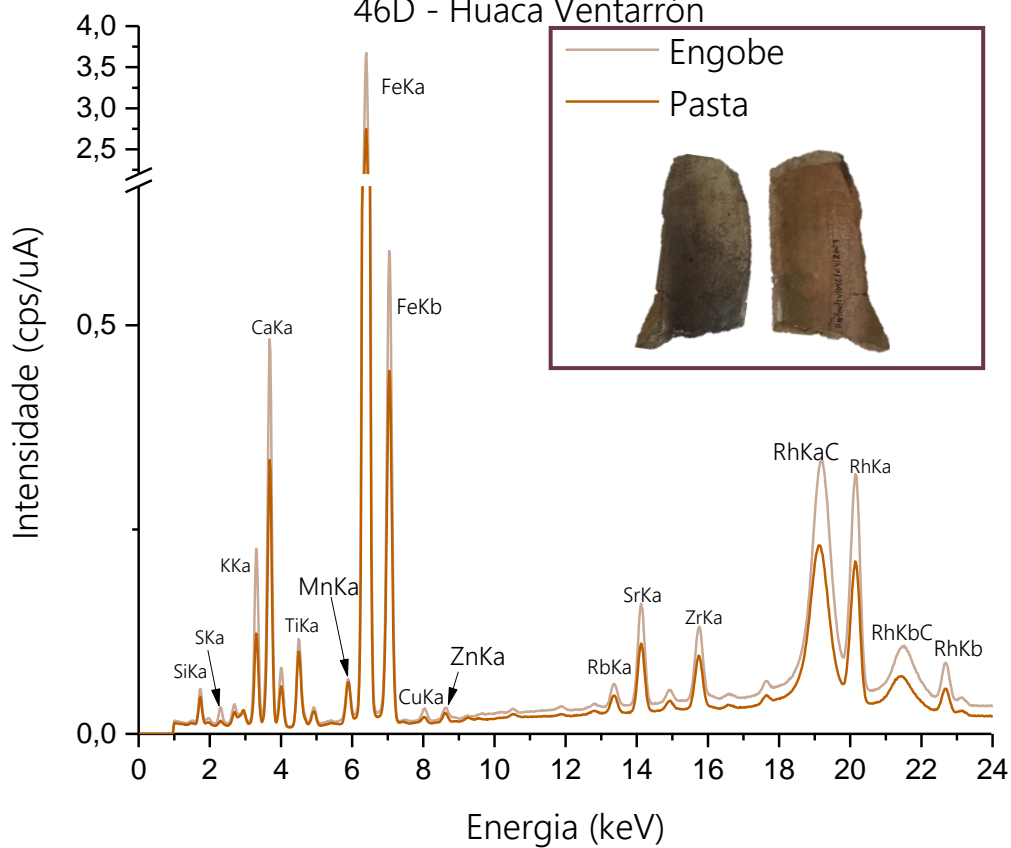 46D - Huaca Ventarrón
Engobe
Pasta
4,0
3,5
3,0
2,5
0,5
0,0
Intensidade (cps/uA)
FeKa
FeKb
CaKa
KKa
MnKa
TiKa
SKa
SiKa
CuKa
ZnKa
RbKa
SrKa
ZrKa
RhKaC
RhKa
RhKbC
RhKb
0 2 4 6 8 10 12 14 16 18 20 22 24
Energia (keV)